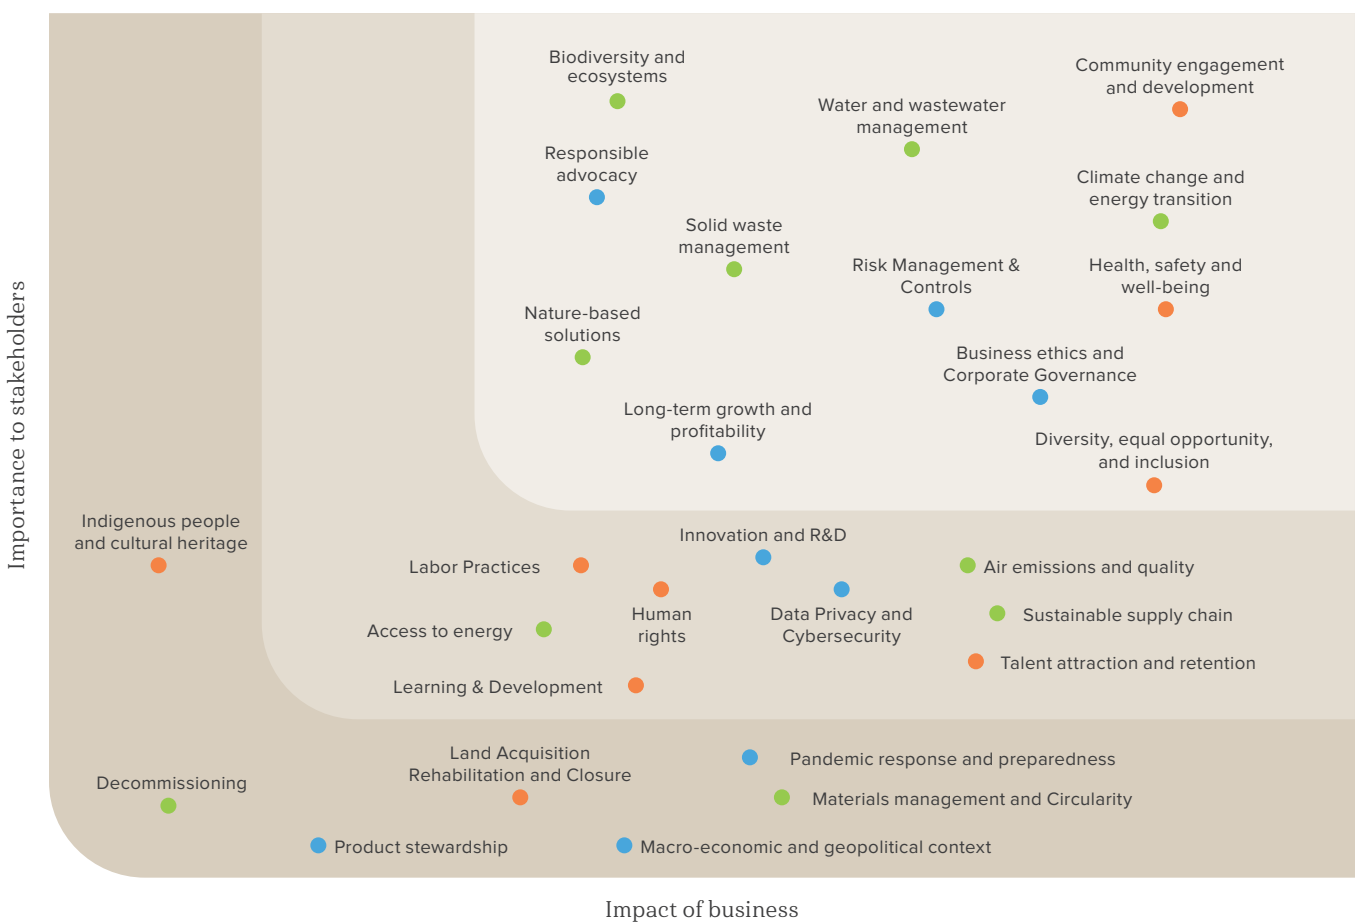 Biodiversity and
ecosystems
Community engagement
and development
Water and wastewater
management
Responsible
advocacy
Climate change and
energy transition
Solid waste
management
Risk Management &
Controls
Health, safety and
well-being
Nature-based
solutions
Business ethics and
Corporate Governance
Long-term growth and
profitability
Diversity, equal opportunity,
and inclusion
Importance to stakeholders
Indigenous people
and cultural heritage
Innovation and R&D
Labor Practices
Air emissions and quality
Human
rights
Data Privacy and
Cybersecurity
Sustainable supply chain
Access to energy
Talent attraction and retention
Learning & Development
Land Acquisition
Rehabilitation and Closure
Pandemic response and preparedness
Decommissioning
Materials management and Circularity
Product stewardship
Macro-economic and geopolitical context
Impact of business